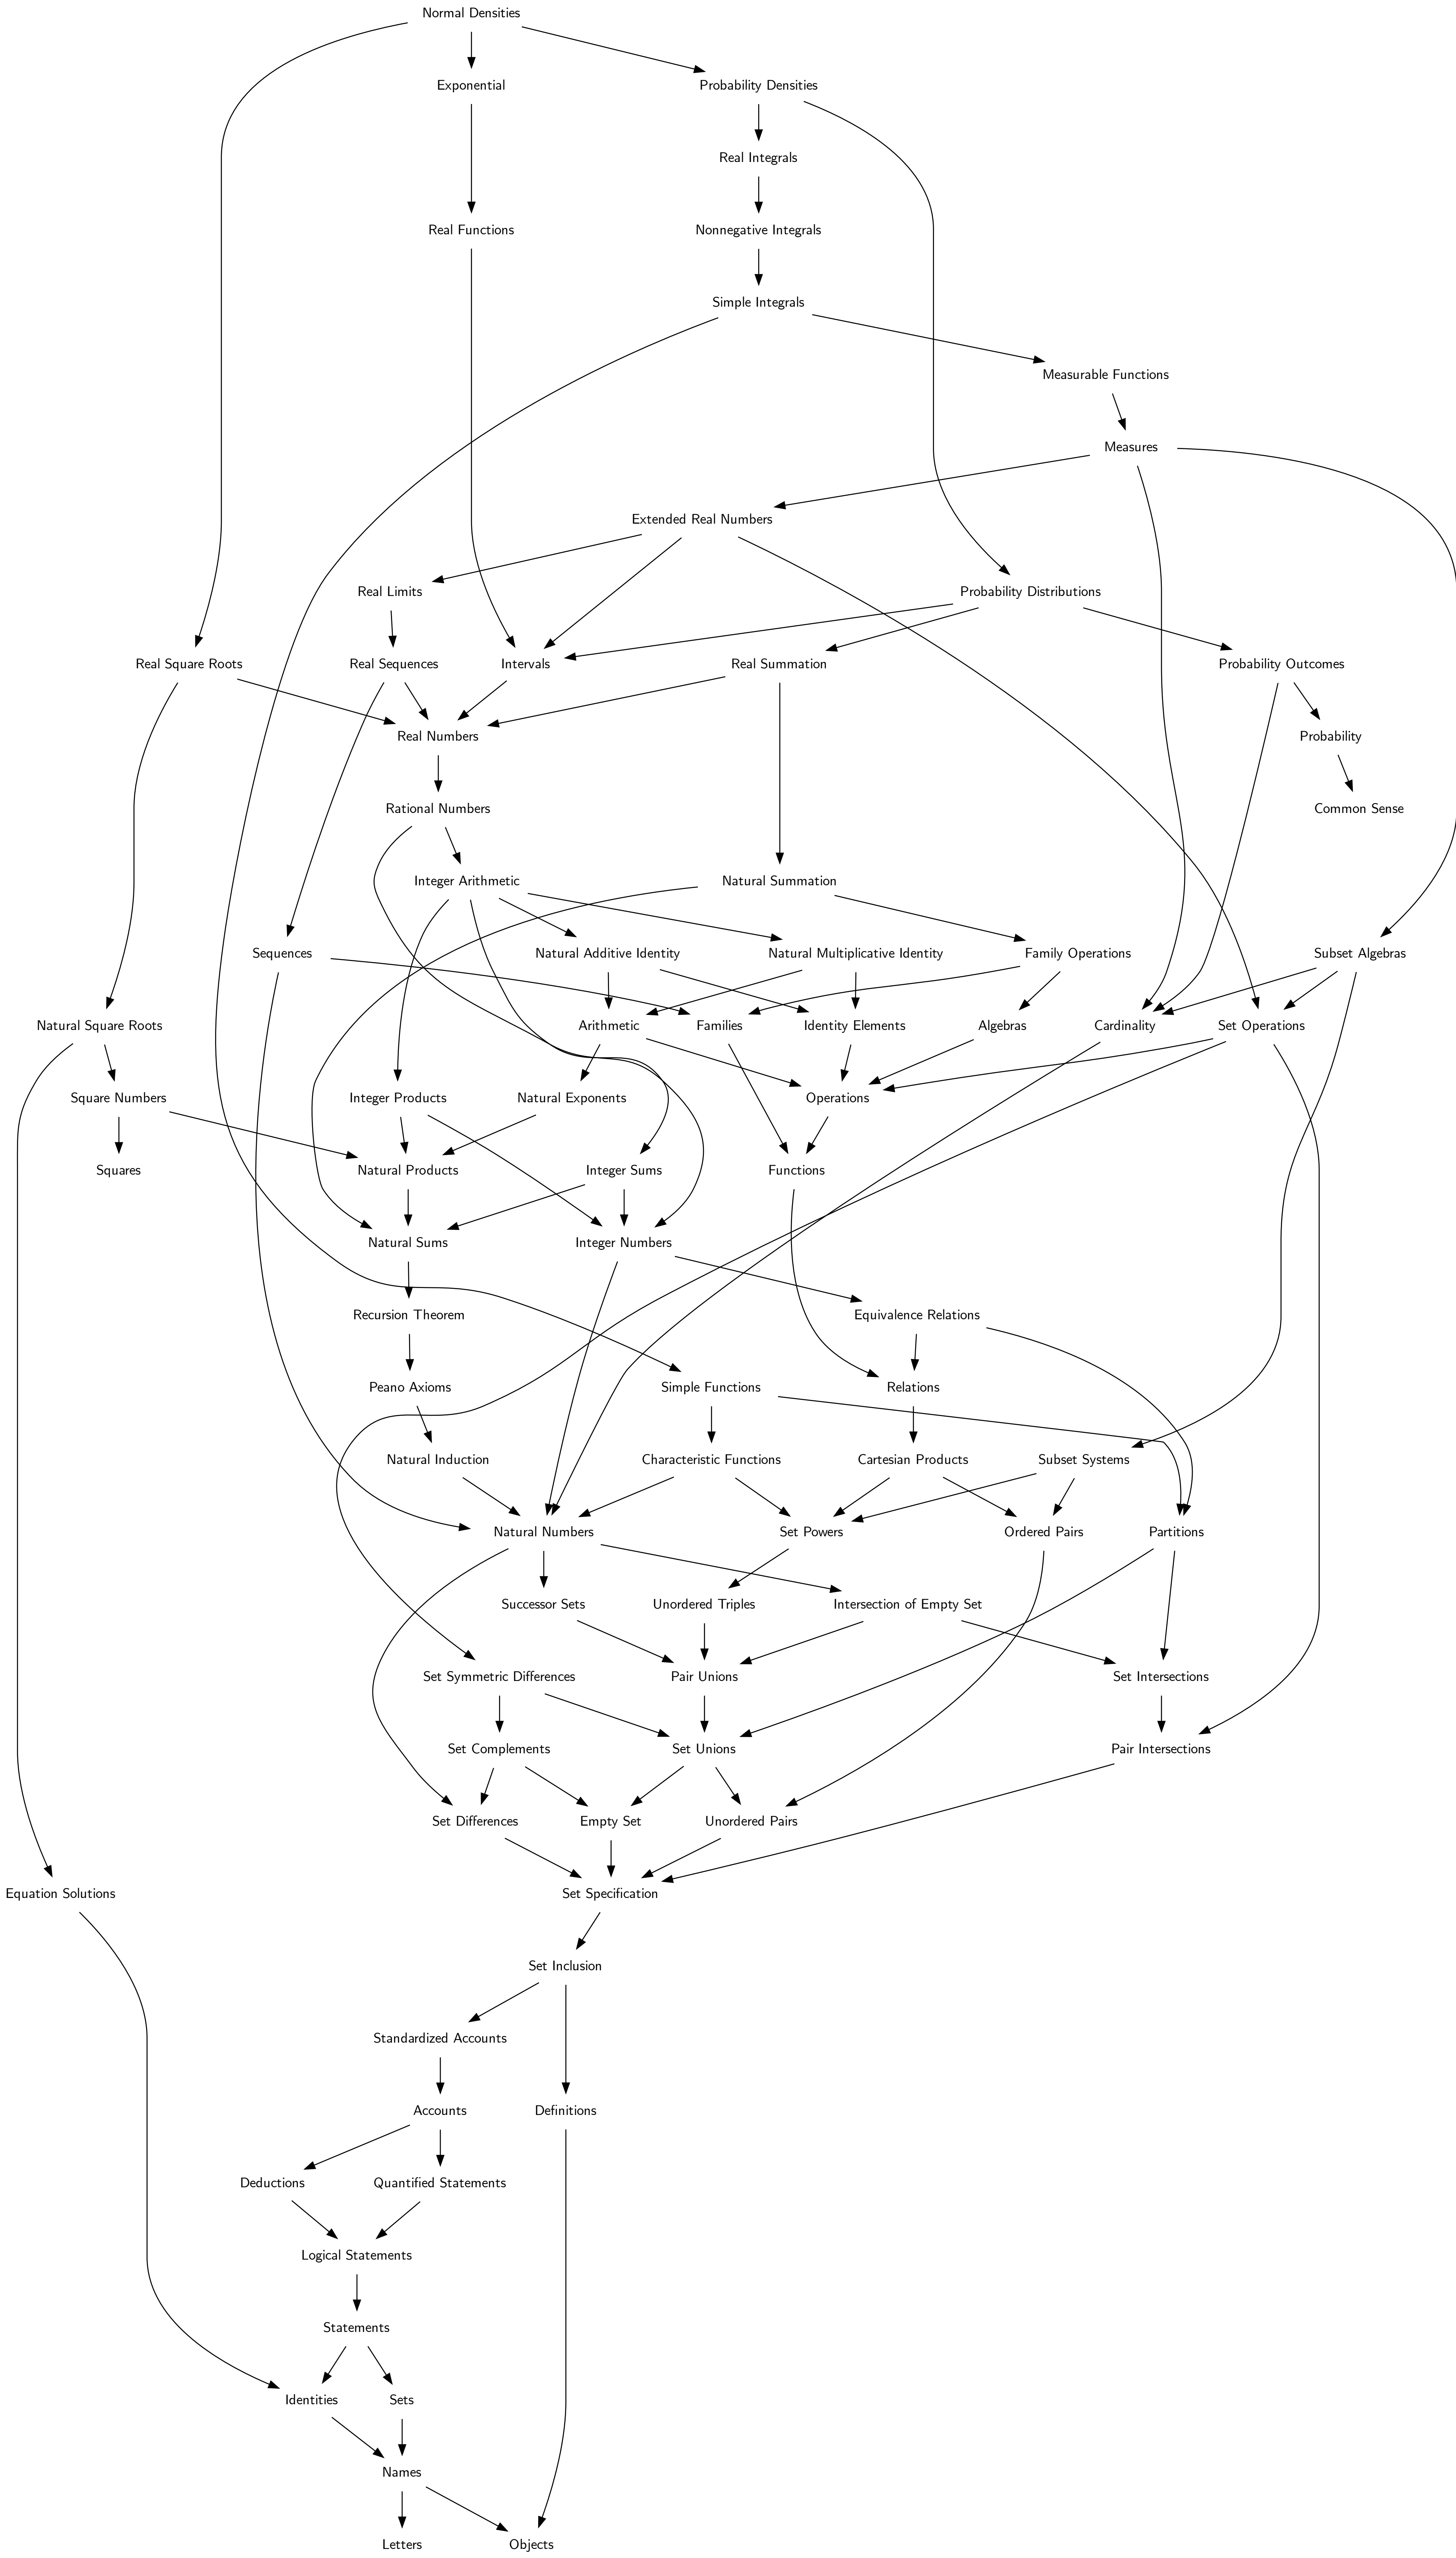 Normal Densities
Exponential
Probability Densities
Real Integrals
Real Functions
Nonnegative Integrals
Simple Integrals
Measurable Functions
Measures
Extended Real Numbers
Real Limits
Probability Distributions
Real Square Roots
Real Sequences
Intervals
Real Summation
Probability Outcomes
Real Numbers
Probability
Rational Numbers
Common Sense
Integer Arithmetic
Natural Summation
Sequences
Natural Additive Identity
Natural Multiplicative Identity
Family Operations
Subset Algebras
Natural Square Roots
Arithmetic
Families
Identity Elements
Algebras
Cardinality
Set Operations
Square Numbers
Integer Products
Natural Exponents
Operations
Squares
Natural Products
Integer Sums
Functions
Natural Sums
Integer Numbers
Recursion Theorem
Equivalence Relations
Peano Axioms
Simple Functions
Relations
Natural Induction
Characteristic Functions
Cartesian Products
Subset Systems
Natural Numbers
Set Powers
Ordered Pairs
Partitions
Successor Sets
Unordered Triples
Intersection of Empty Set
Set Symmetric Differences
Pair Unions
Set Intersections
Set Complements
Set Unions
Pair Intersections
Set Differences
Empty Set
Unordered Pairs
Equation Solutions
Set Specification
Set Inclusion
Standardized Accounts
Accounts
Definitions
Deductions
Quantified Statements
Logical Statements
Statements
Identities
Sets
Names
Letters
Objects